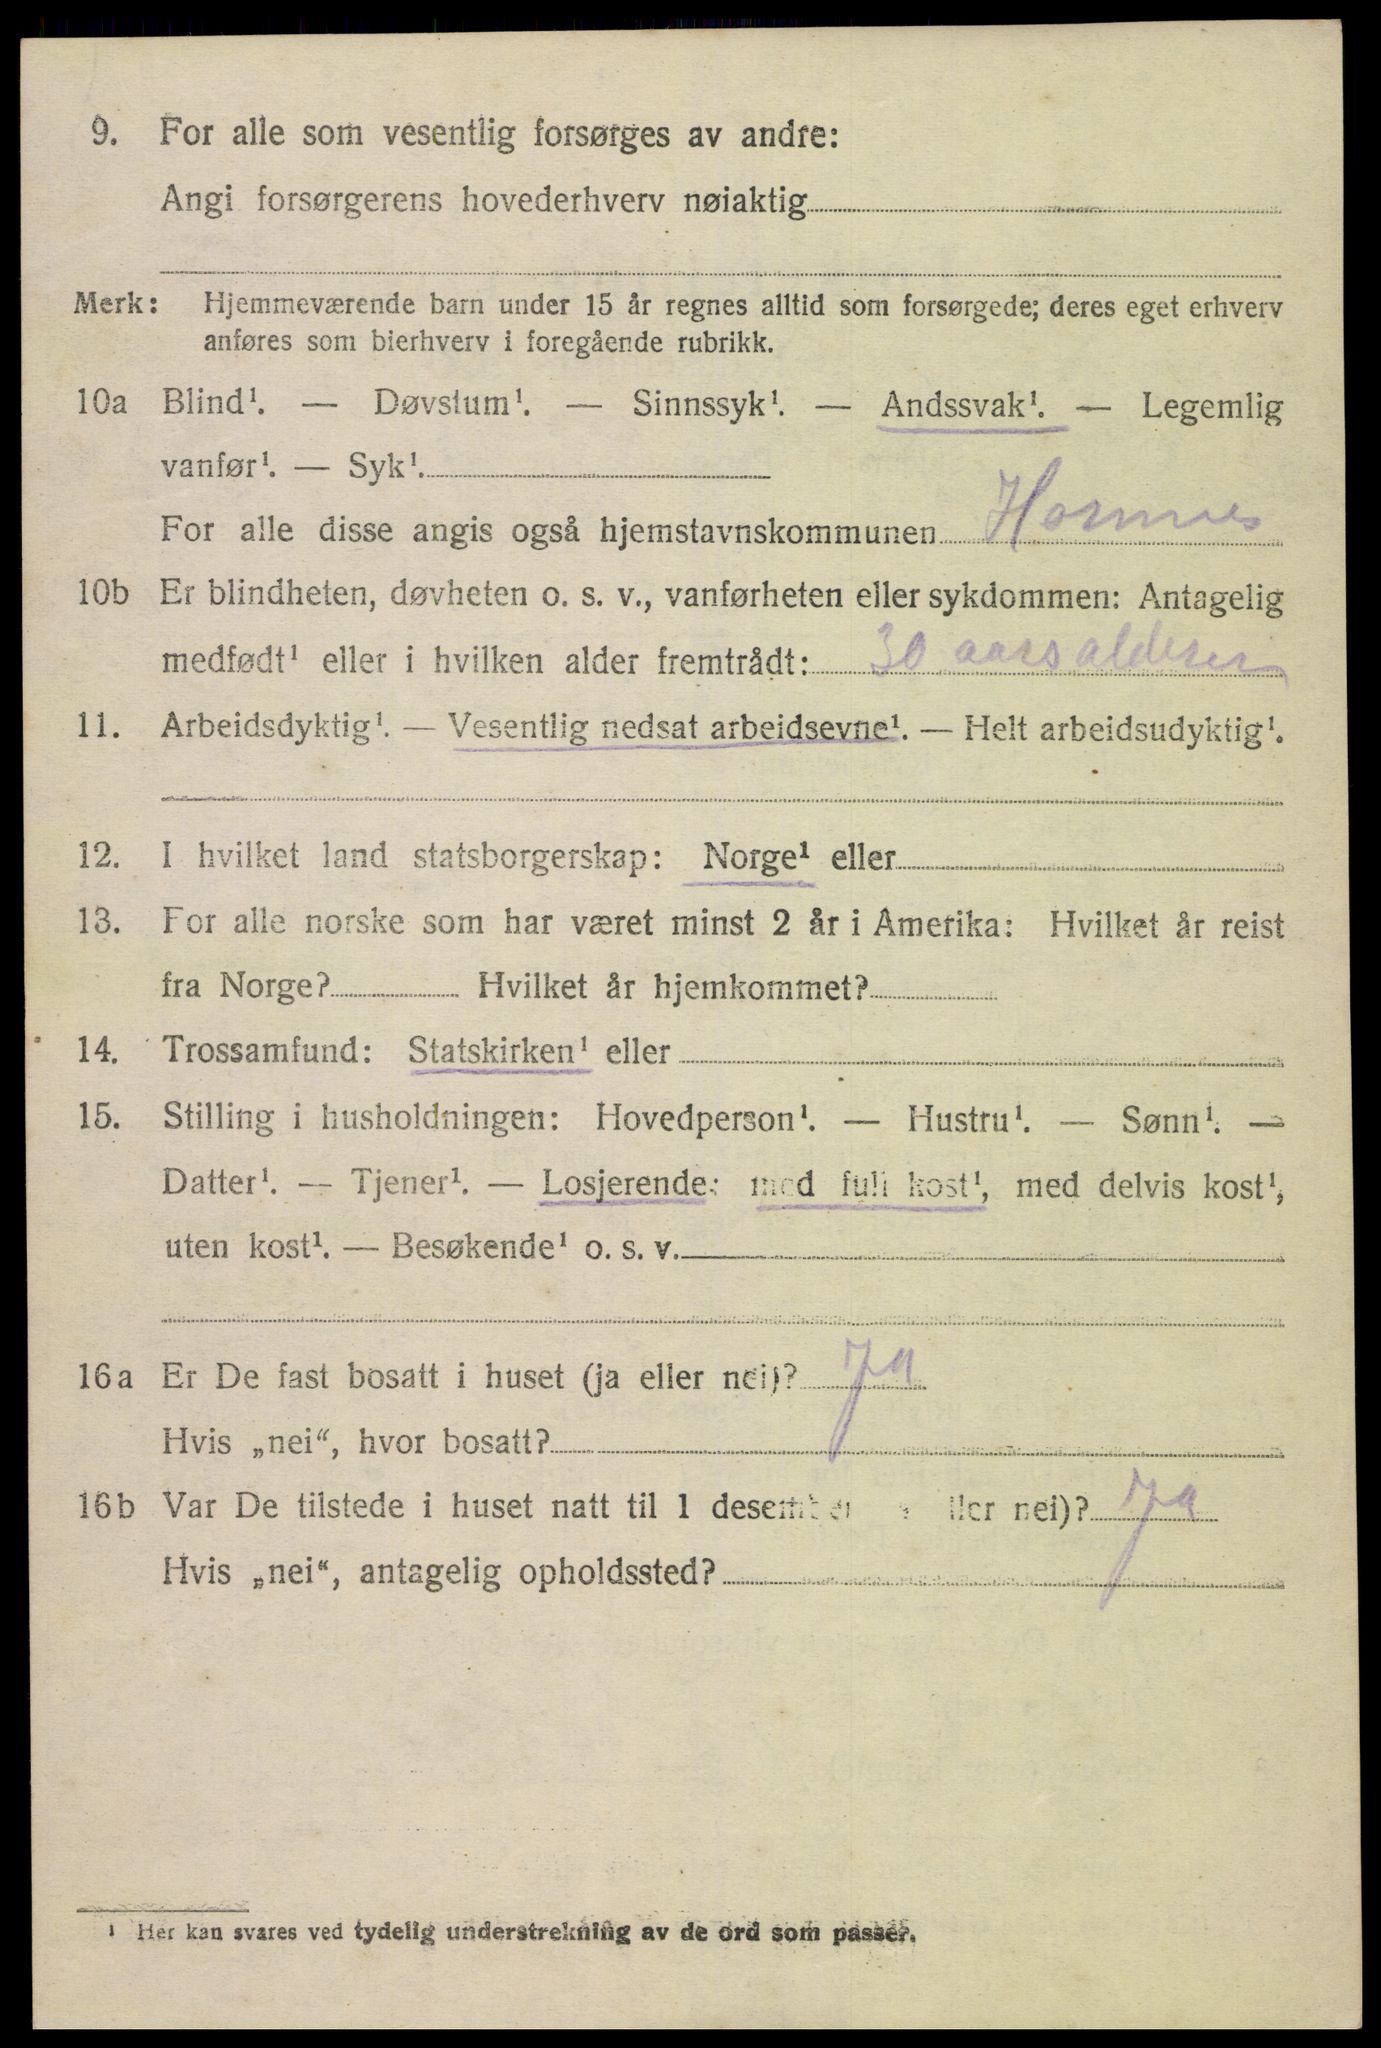 9. For alle som vesentlig forsørges av andre:
Angi forsørgerens hovederhverv nøiaktig
Merk: Hjemmeværende barn under 15 år regnes alltid som forsørgede; deres eget erhverv
anføres som bierhverv i foregående rubrikk.
10a Blind¹. — Døvstum¹. — Sinnssyk¹. — Andssvak¹. — Legemlig
vanfør¹. — Syk¹.
For alle disse angis også hjemstavnskommunen Hornnes
10b Er blindheten, døvheten o. s. v., vanførheten eller sykdommen: Antagelig
medfødt¹ eller i hvilken alder fremtrådt: 30 aarsalderen
11. Arbeidsdyktig¹. — Vesentlig nedsat arbeidsevne¹. — Helt arbeidsudyktig¹.
12. I hvilket land statsborgerskap: Norge¹ eller
13. For alle norske som har været minst 2 år i Amerika: Hvilket år reist
fra Norge? Hvilket år hjemkommet?
14. Trossamfund: Statskirken¹ eller
15. Stilling i husholdningen: Hovedperson¹. — Hustru¹. — Sønn¹. —
Datter¹. — Tjener¹. — Losjerende: med full kost¹, med delvis kost¹,
uten kost¹. — Besøkende¹ o. s. v.
16a Er De fast bosatt i huset (ja eller nei)? Ja
Hvis „nei“, hvor bosatt?
16b Var De tilstede i huset natt til 1 desember eller nei)? Ja
Hvis „nei“, antagelig opholdssted?
¹ Her kan svares ved tydelig understrekning av de ord som passer.